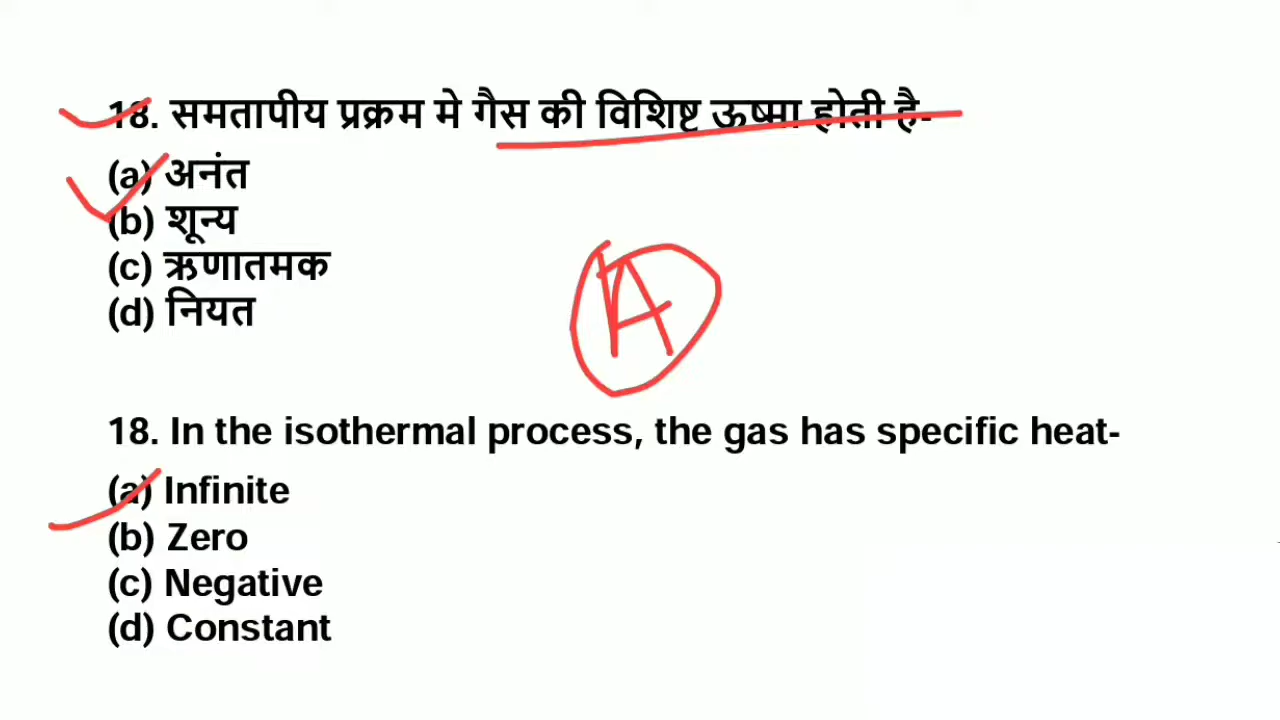 18. समतापीय प्रक्रम मे गैस की विशिष्ट ऊष्मा होती है-
(a) अनंत
(b) शून्य
(c) ऋणातमक
(d) नियत
A
18. In the isothermal process, the gas has specific heat-
(a) Infinite
(b) Zero
(c) Negative
(d) Constant